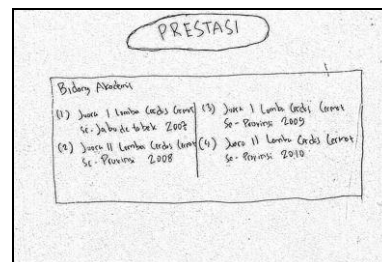 PRESTASI
Bidang Akademis
(1) Juara I Lomba Cerdas Cermat
Se-Jabodetabek 2007
(2) Juara II Lomba Cerdas Cermat
Se-Provinsi 2008
(3) Juara I Lomba Cerdas Cermat
Se-Provinsi 2009
(4) Juara II Lomba Cerdas Cermat
Se-Provinsi 2010